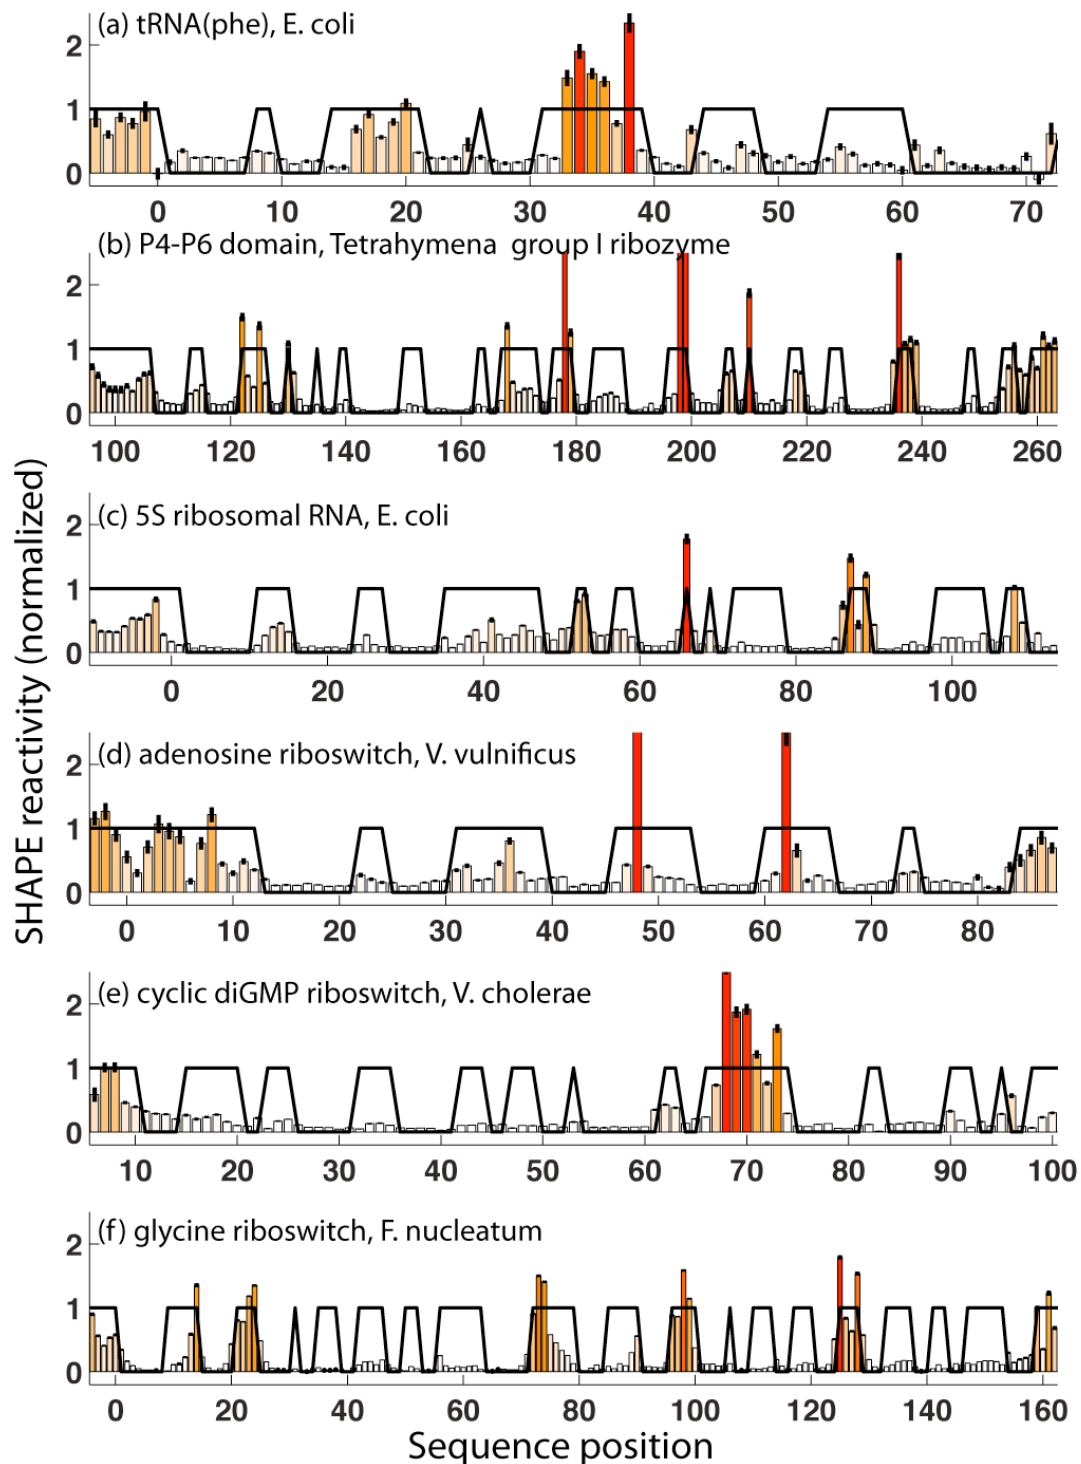 (a) tRNA(phe), E. coli
2
1
0
0 10 20 30 40 50 60 70
(b) P4-P6 domain, Tetrahymena group I ribozyme
2
1
0
100 120 140 160 180 200 220 240 260
(c) 5S ribosomal RNA, E. coli
2
1
0
0 20 40 60 80 100
(d) adenosine riboswitch, V. vulnificus
2
1
0
0 10 20 30 40 50 60 70 80
(e) cyclic diGMP riboswitch, V. cholerae
2
1
0
10 20 30 40 50 60 70 80 90 100
(f) glycine riboswitch, F. nucleatum
2
1
0
0 20 40 60 80 100 120 140 160
SHAPE reactivity (normalized)
Sequence position